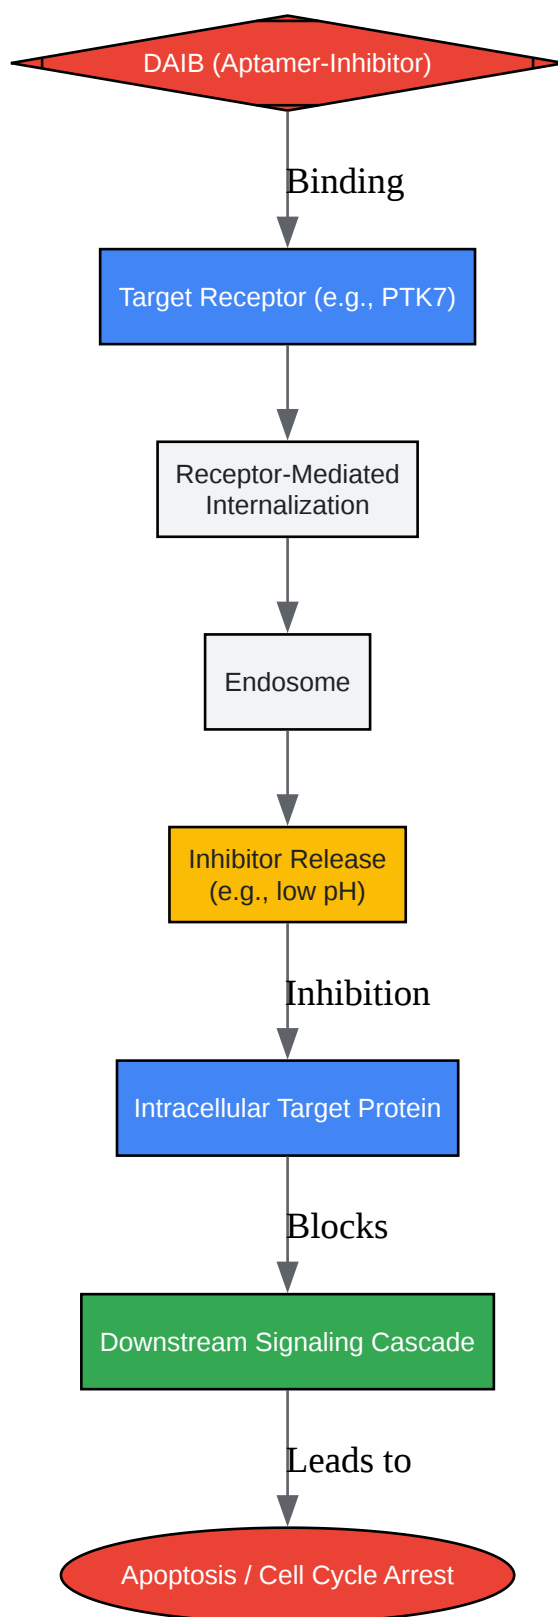 DAIB (Aptamer-Inhibitor)
Binding
Target Receptor (e.g., PTK7)
Receptor-Mediated
Internalization
Endosome
Inhibitor Release
(e.g., low pH)
Inhibition
Intracellular Target Protein
Blocks
Downstream Signaling Cascade
Leads to
Apoptosis / Cell Cycle Arrest